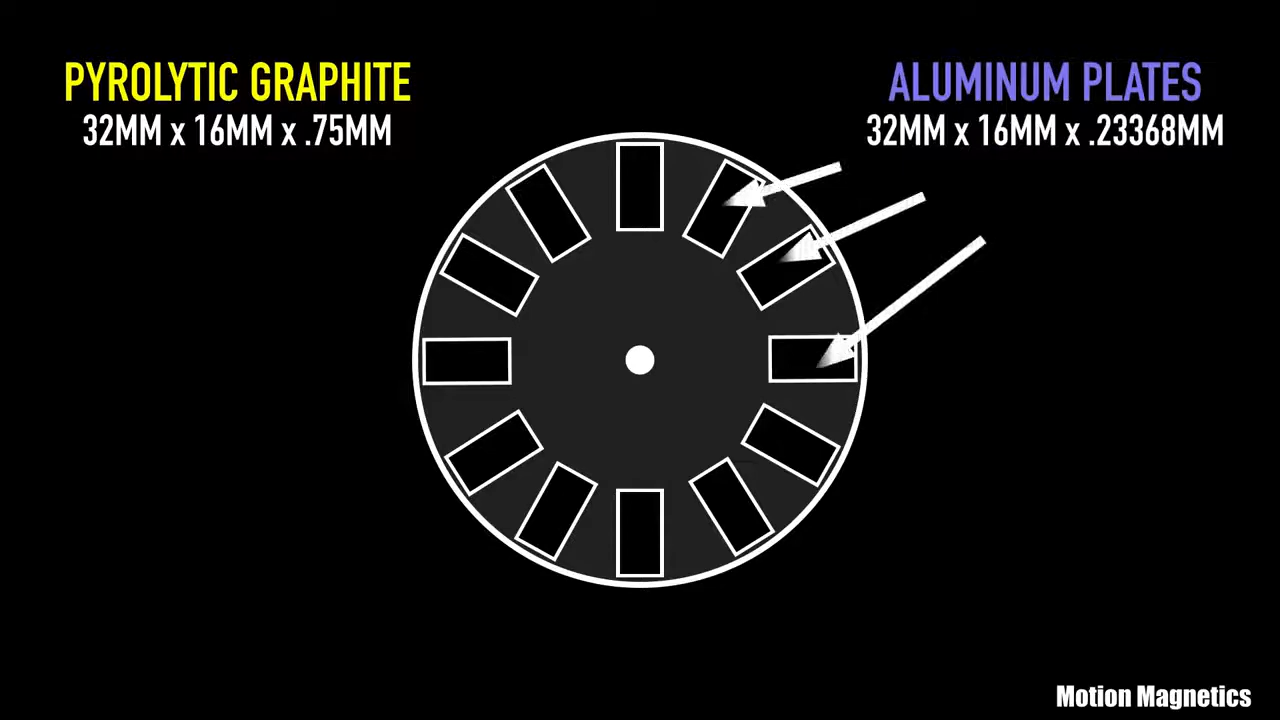 PYROLYTIC GRAPHITE
32MM x 16MM x .75MM
ALUMINUM PLATES
32MM x 16MM x .23368MM
Motion Magnetics